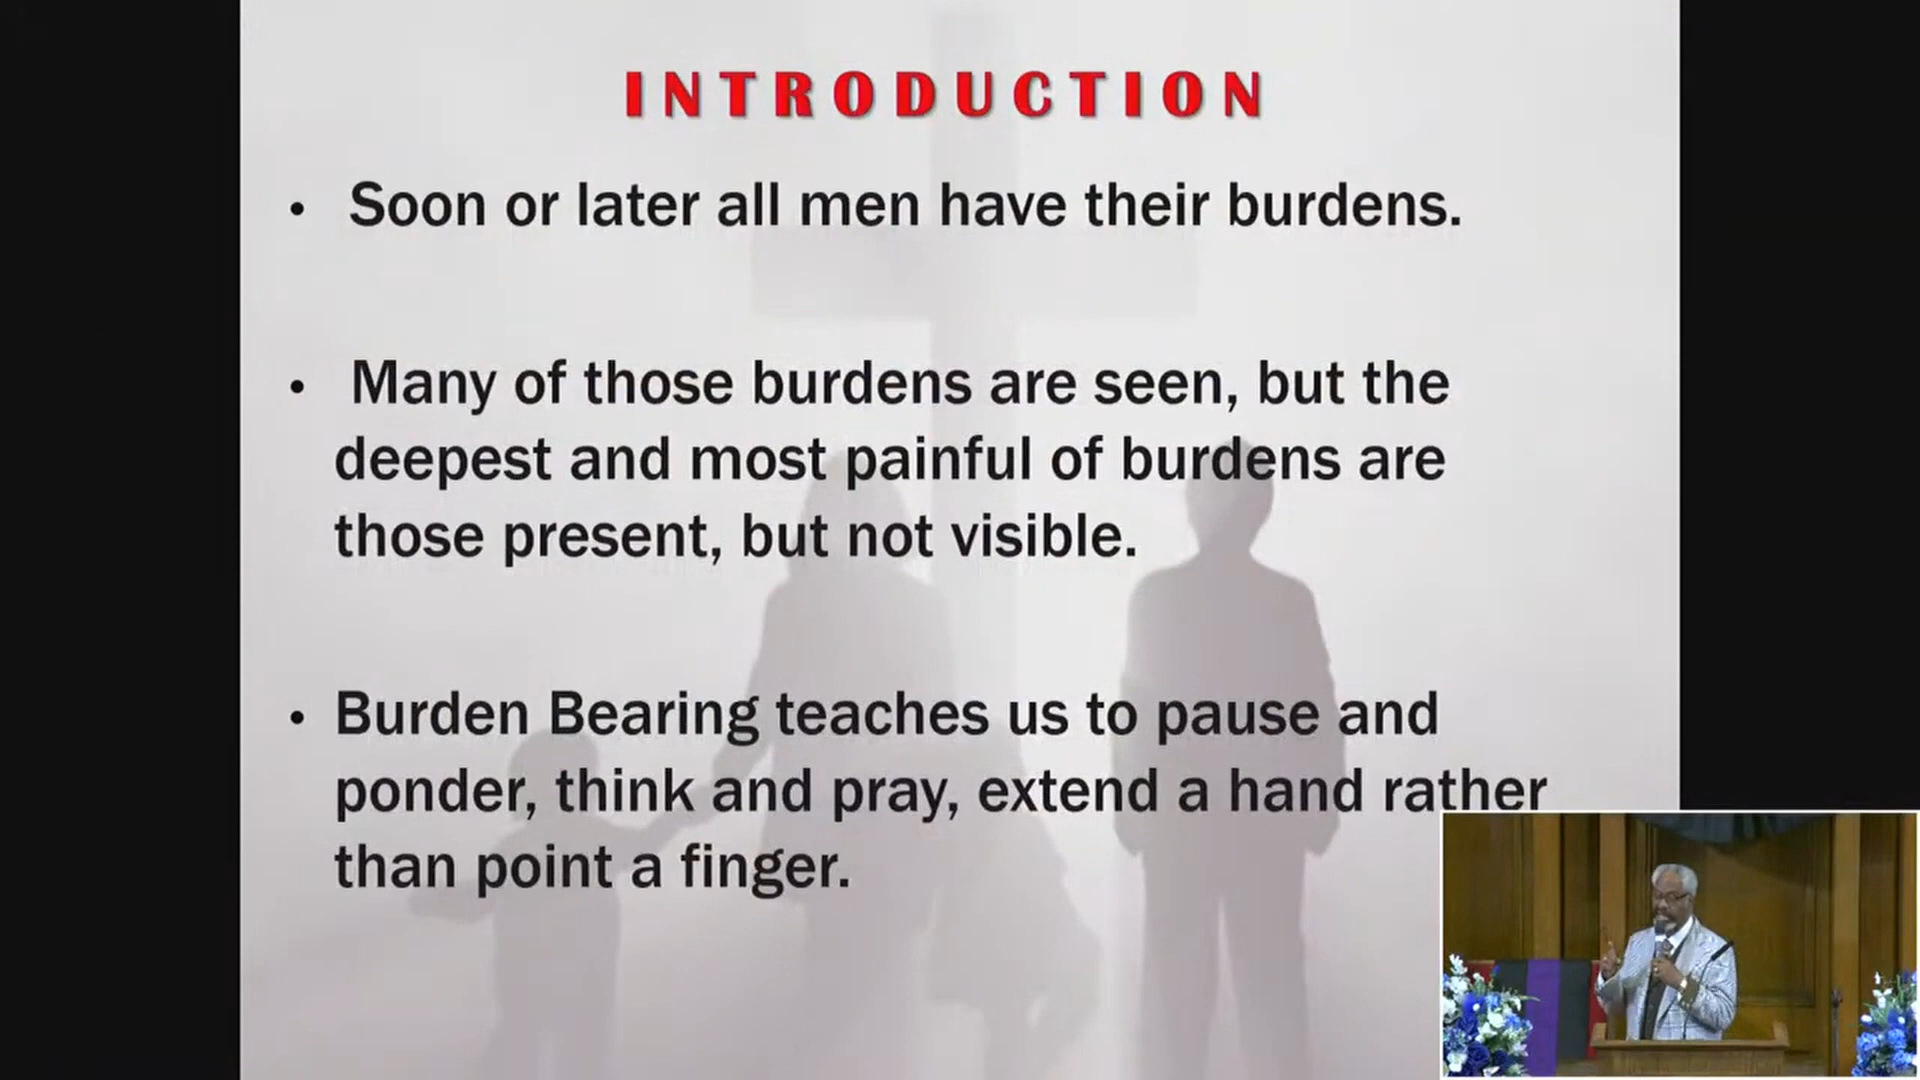 INTRODUCTION
• Soon or later all men have their burdens.
• Many of those burdens are seen, but the
deepest and most painful of burdens are
those present, but not visible.
• Burden Bearing teaches us to pause and
ponder, think and pray, extend a hand rather
than point a finger.